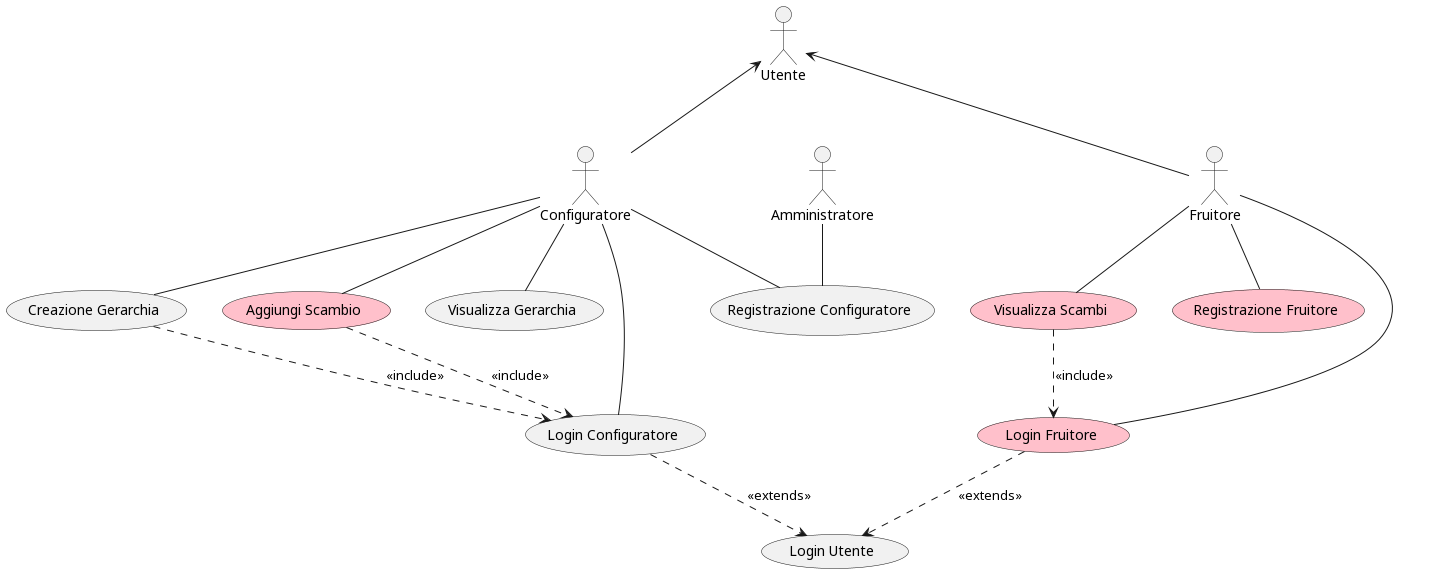 Utente
Configuratore
Amministratore
Fruitore
Creazione Gerarchia
Aggiungi Scambio
Visualizza Gerarchia
Registrazione Configuratore
Visualizza Scambi
Registrazione Fruitore
«include»
«include»
«include»
Login Configuratore
Login Fruitore
«extends»
«extends»
Login Utente